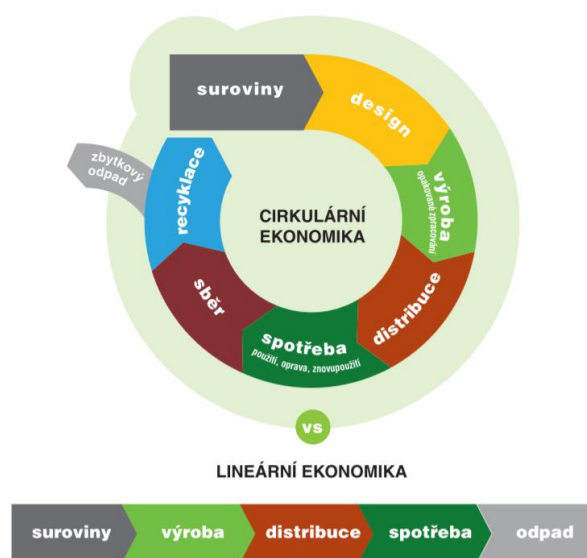 suroviny
design
výroba
opakované zpracování
distribuce
spotřeba
použití, oprava, znovupoužití
sběr
recyklace
zbytkový
odpad
CIRKULÁRNÍ
EKONOMIKA
vs
LINEÁRNÍ EKONOMIKA
suroviny výroba distribuce spotřeba odpad